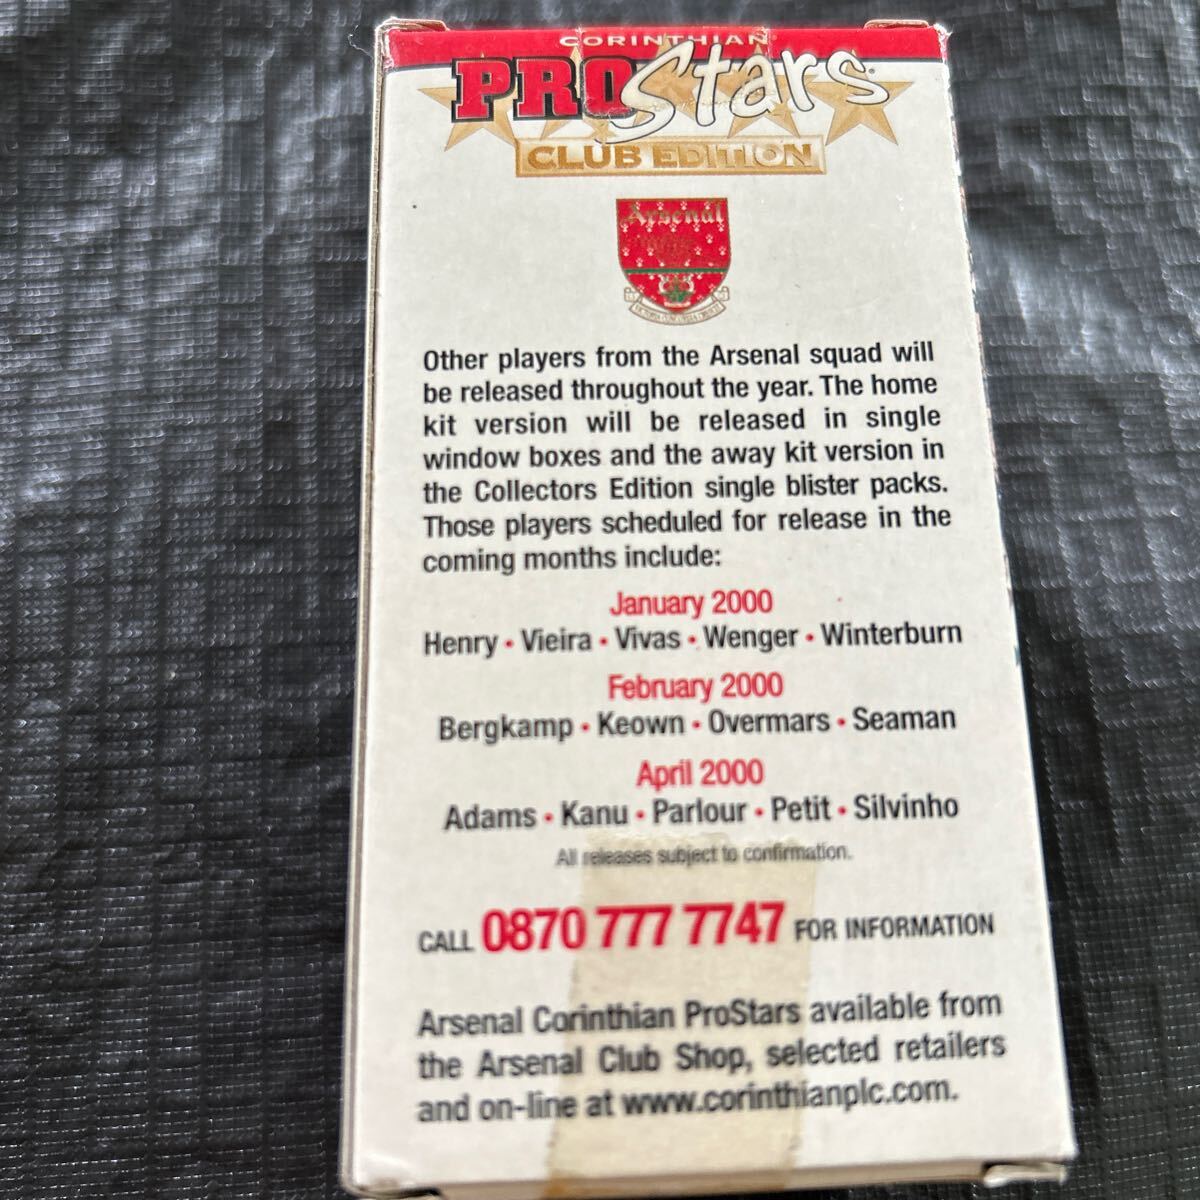 CORINTHIAN
PROStars
CLUB EDITION
Arsenal
Other players from the Arsenal squad will
be released throughout the year. The home
kit version will be released in single
window boxes and the away kit version in
the Collectors Edition single blister packs.
Those players scheduled for release in the
coming months include:
January 2000
Henry • Vieira • Vivas • Wenger • Winterburn
February 2000
Bergkamp • Keown • Overmars • Seaman
April 2000
Adams • Kanu • Parlour • Petit • Silvinho
All releases subject to confirmation.
CALL 0870 777 7747 FOR INFORMATION
Arsenal Corinthian ProStars available from
the Arsenal Club Shop, selected retailers
and on-line at www.corinthianplc.com.